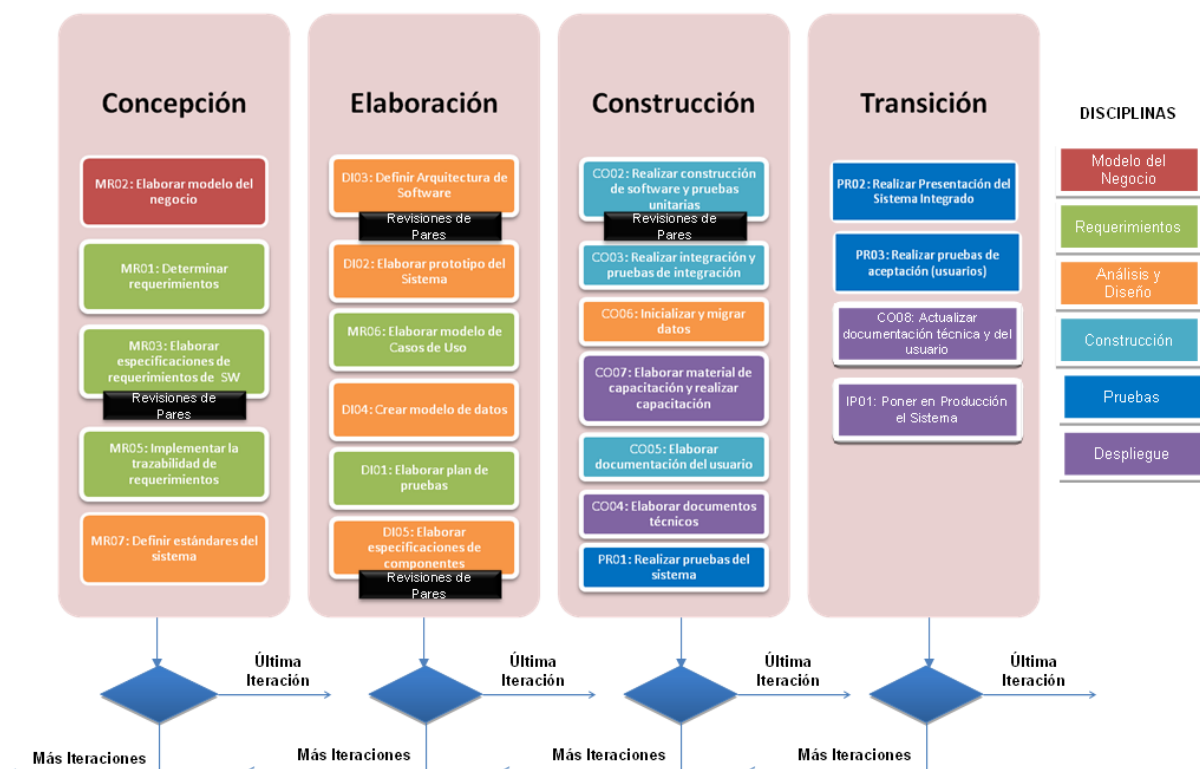 Concepción
MR02: Elaborar modelo del
negocio
MR01: Determinar
requerimientos
MR03: Elaborar
especificaciones de
requerimientos de SW
Revisiones de
Pares
MR05: Implementar la
trazabilidad de
requerimientos
MR07: Definir estándares del
sistema
Elaboración
DI03: Definir Arquitectura de
Software
Revisiones de
Pares
DI02: Elaborar prototipo del
Sistema
MR06: Elaborar modelo de
Casos de Uso
DI04: Crear modelo de datos
DI01: Elaborar plan de
pruebas
DI05: Elaborar
especificaciones de
componentes
Revisiones de
Pares
Construcción
CO02: Realizar construcción
de software y pruebas
unitarias
Revisiones de
Pares
CO03: Realizar integración y
pruebas de integración
CO06: Inicializar y migrar
datos
CO07: Elaborar material de
capacitación y realizar
capacitación
CO05: Elaborar
documentación del usuario
CO04: Elaborar documentos
técnicos
PR01: Realizar pruebas del
sistema
Transición
PR02: Realizar Presentación del
Sistema Integrado
PR03: Realizar pruebas de
aceptación (usuarios)
CO08: Actualizar
documentación técnica y del
usuario
IP01: Poner en Producción
el Sistema
DISCIPLINAS
Modelo del
Negocio
Requerimientos
Análisis y
Diseño
Construcción
Pruebas
Despliegue
Última
Iteración
Última
Iteración
Última
Iteración
Última
Iteración
Más Iteraciones
Más Iteraciones
Más Iteraciones
Más Iteraciones